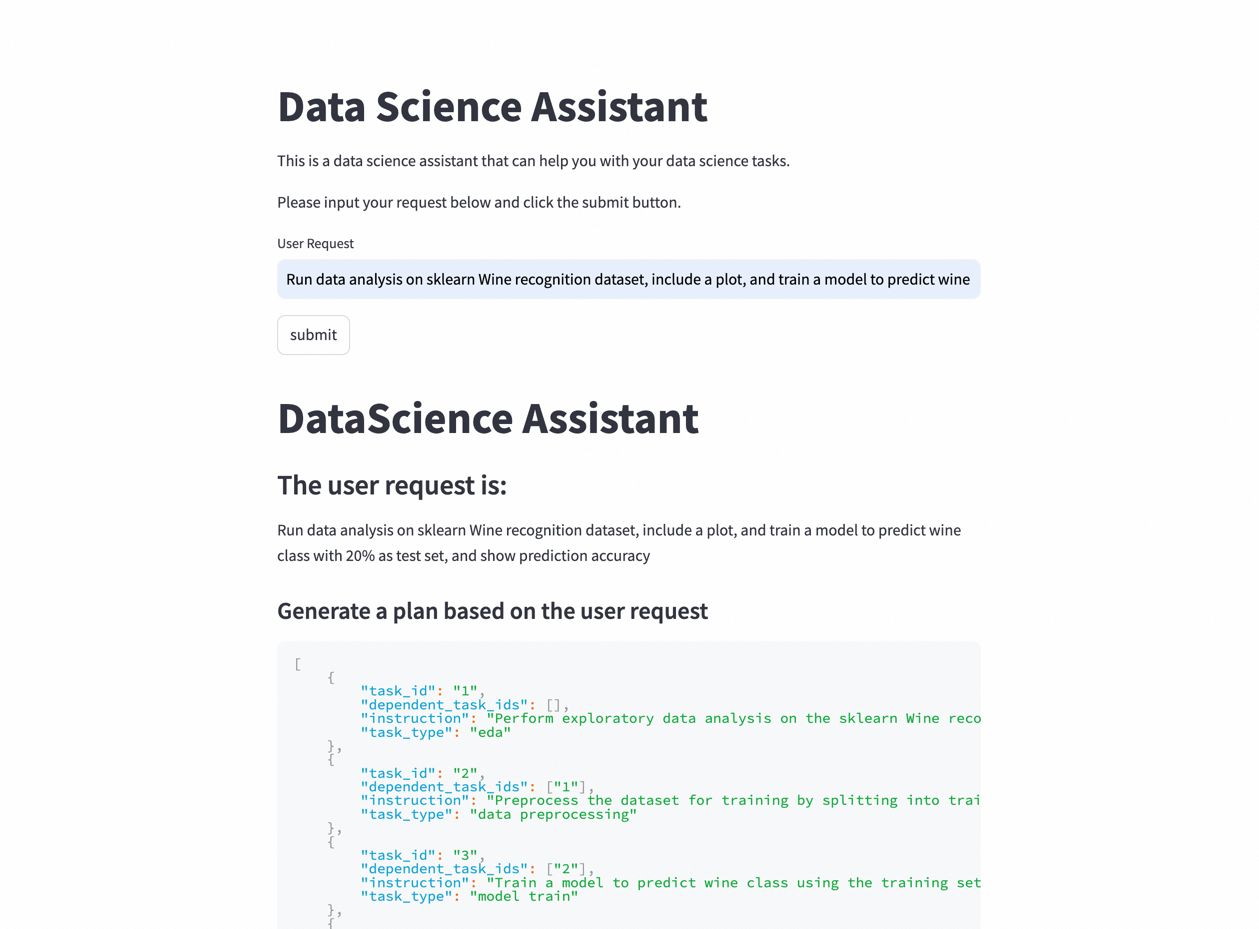 Data Science Assistant
This is a data science assistant that can help you with your data science tasks.
Please input your request below and click the submit button.
User Request
Run data analysis on sklearn Wine recognition dataset, include a plot, and train a model to predict wine
submit
DataScience Assistant
The user request is:
Run data analysis on sklearn Wine recognition dataset, include a plot, and train a model to predict wine
class with 20% as test set, and show prediction accuracy
Generate a plan based on the user request
[
    {
        "task_id": "1",
        "dependent_task_ids": [],
        "instruction": "Perform exploratory data analysis on the sklearn Wine reco
        "task_type": "eda"
    },
    {
        "task_id": "2",
        "dependent_task_ids": ["1"],
        "instruction": "Preprocess the dataset for training by splitting into trai
        "task_type": "data preprocessing"
    },
    {
        "task_id": "3",
        "dependent_task_ids": ["2"],
        "instruction": "Train a model to predict wine class using the training set
        "task_type": "model train"
    },
    {